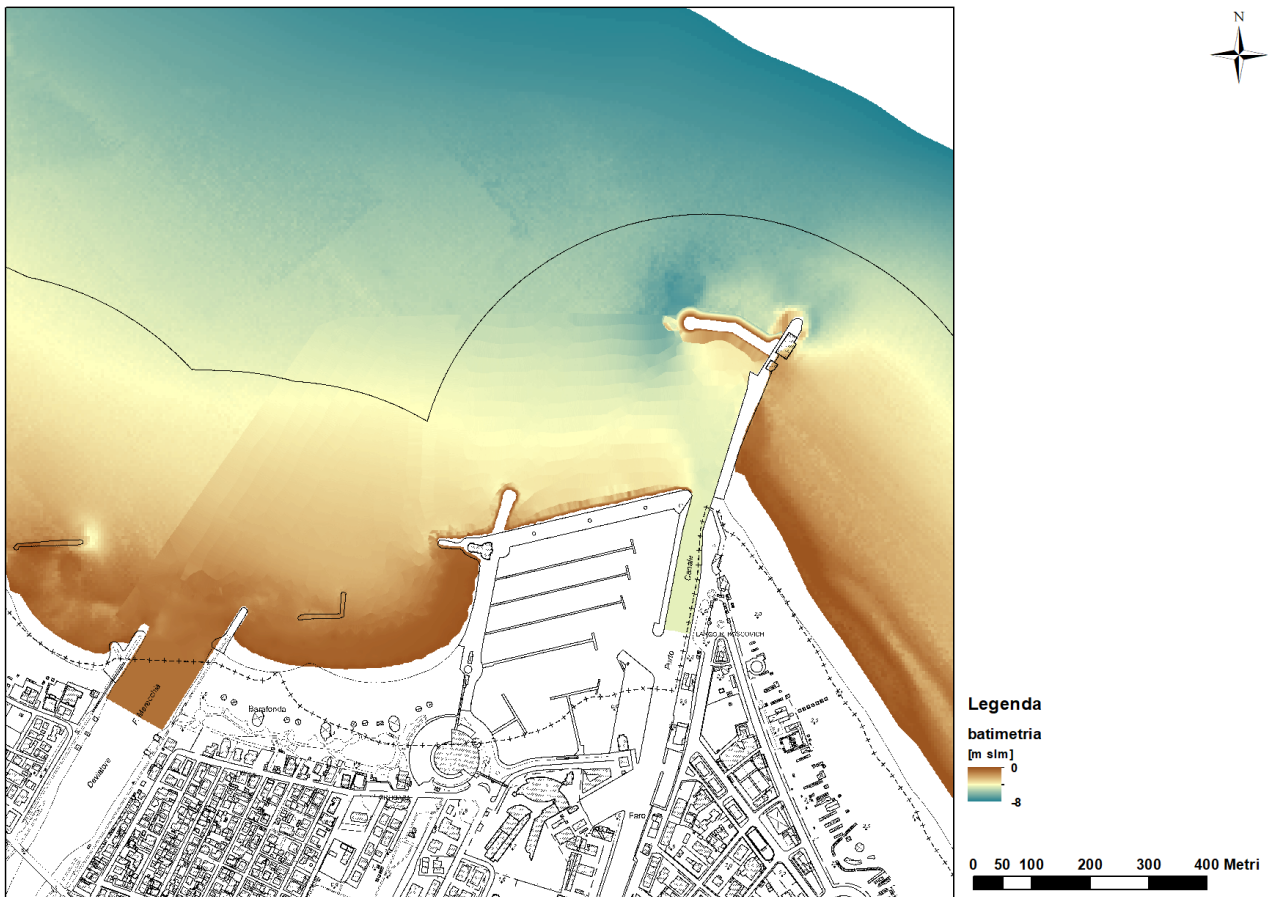 N
Canale
LARGO N. BOSCOVICH
Porto
F. Marecchia
Barafonda
Deviatore
Faro
Legenda
batimetria
[m slm]
0
-8
0 50 100 200 300 400 Metri